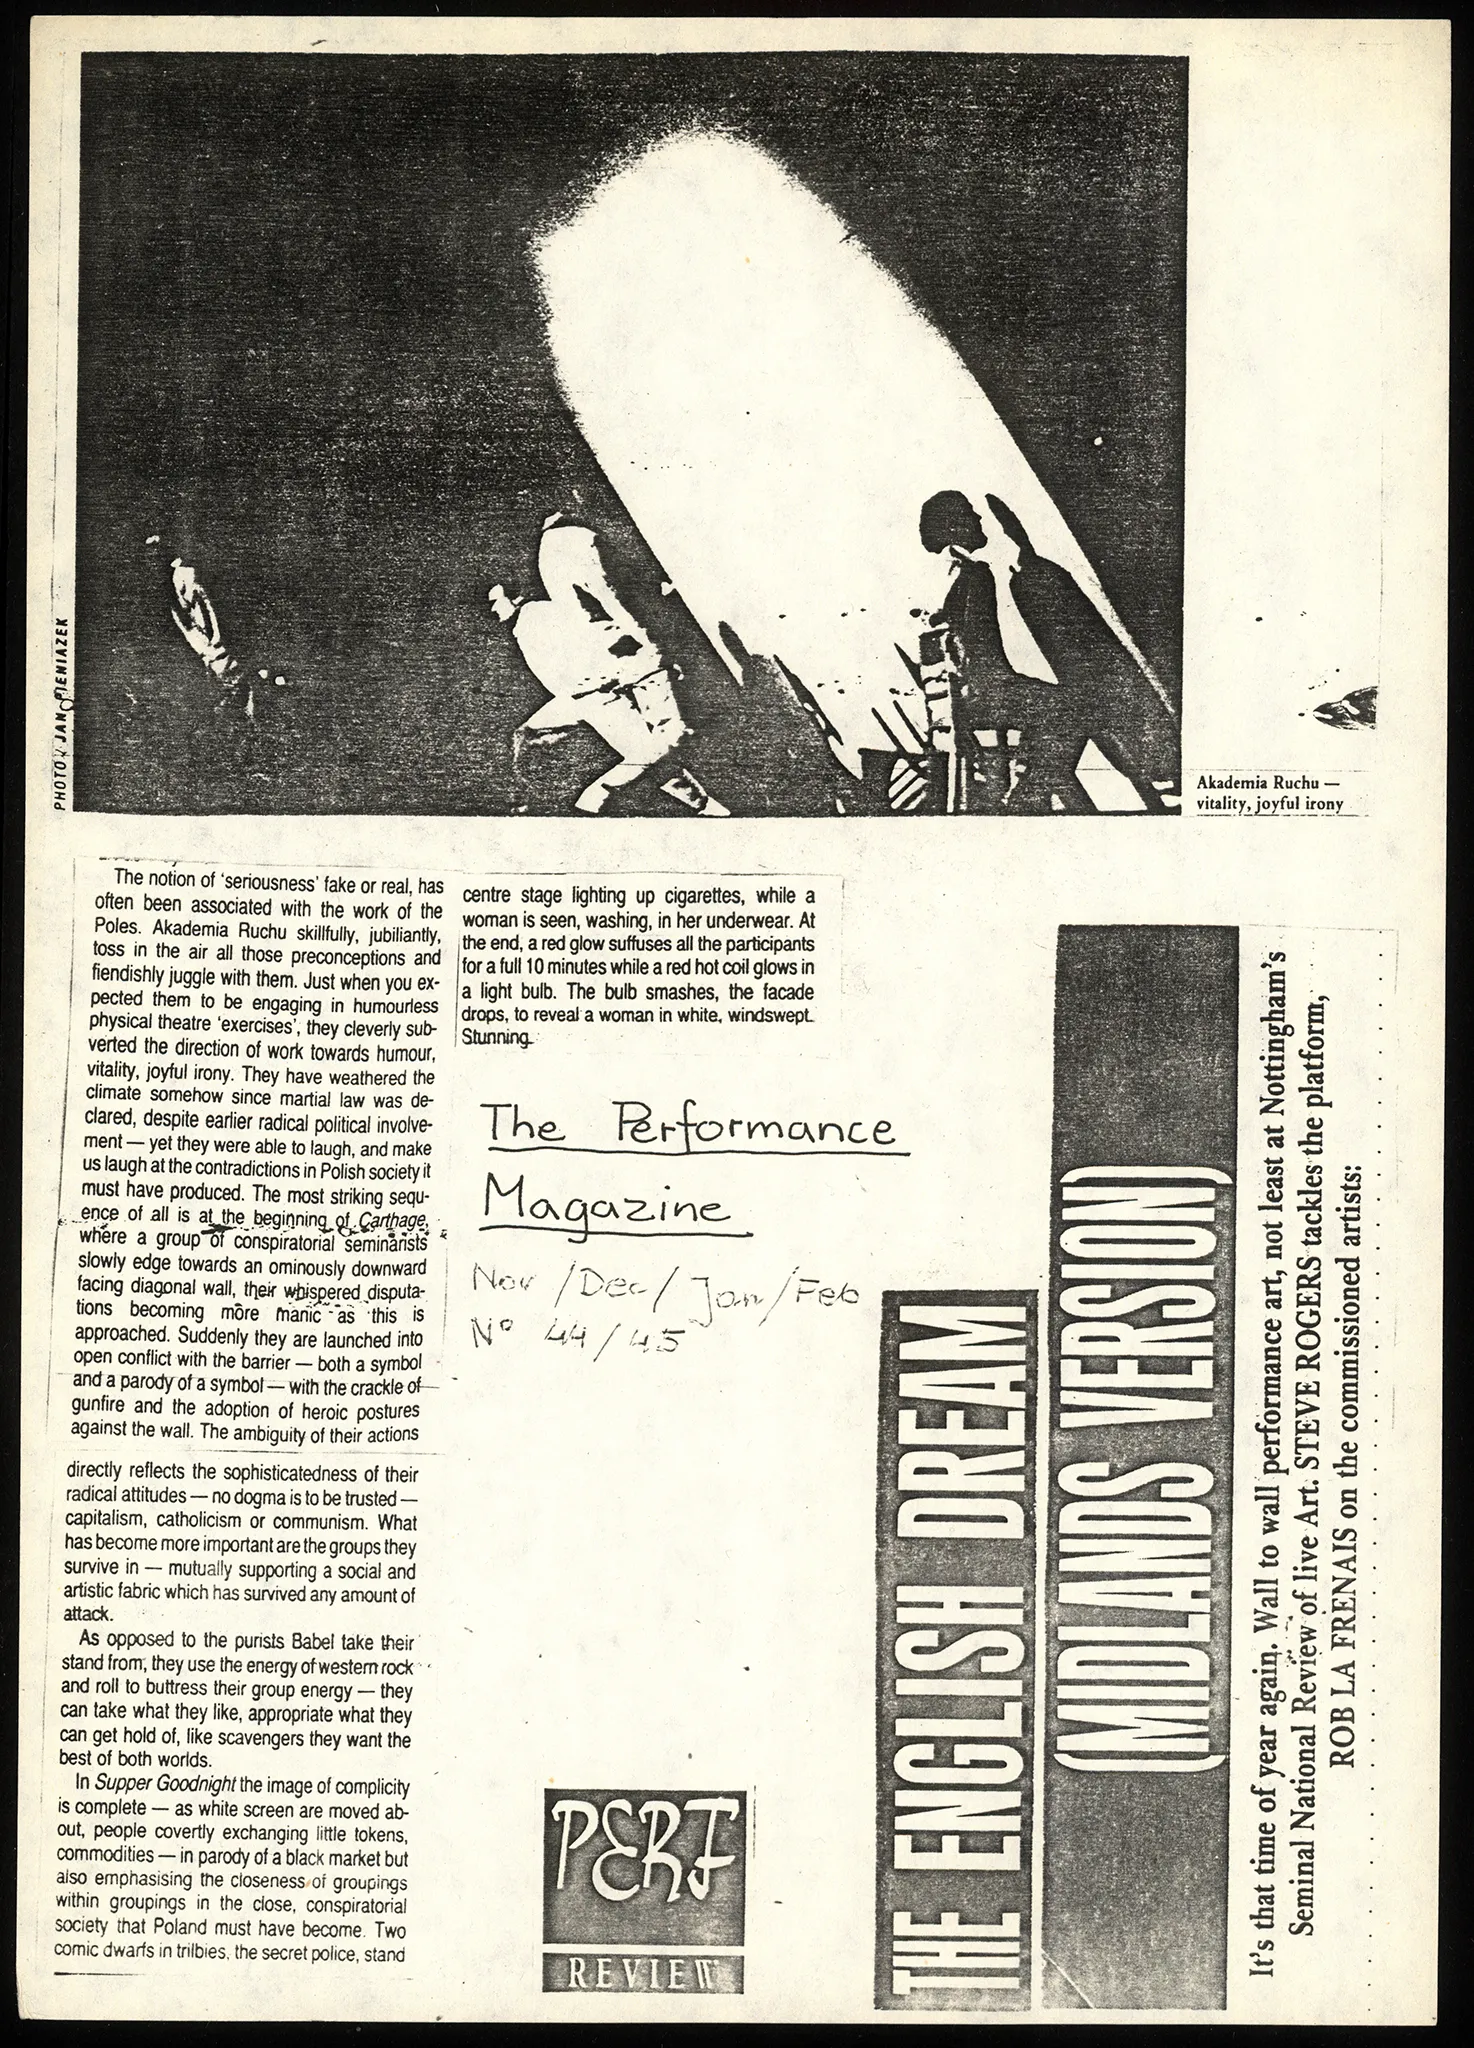 PHOTO: JAN PIENIAZEK
Akademia Ruchu —
vitality, joyful irony
The notion of 'seriousness' fake or real, has
often been associated with the work of the
Poles. Akademia Ruchu skillfully, jubiliantly,
toss in the air all those preconceptions and
fiendishly juggle with them. Just when you ex-
pected them to be engaging in humourless
physical theatre 'exercises', they cleverly sub-
verted the direction of work towards humour,
vitality, joyful irony. They have weathered the
climate somehow since martial law was de-
clared, despite earlier radical political involve-
ment — yet they were able to laugh, and make
us laugh at the contradictions in Polish society it
must have produced. The most striking sequ-
ence of all is at the beginning of Carthage,
where a group of conspiratorial seminarists
slowly edge towards an ominously downward
facing diagonal wall, their whispered disputa-
tions becoming more manic as this is
approached. Suddenly they are launched into
open conflict with the barrier — both a symbol
and a parody of a symbol — with the crackle of
gunfire and the adoption of heroic postures
against the wall. The ambiguity of their actions
directly reflects the sophisticatedness of their
radical attitudes — no dogma is to be trusted —
capitalism, catholicism or communism. What
has become more important are the groups they
survive in — mutually supporting a social and
artistic fabric which has survived any amount of
attack.
As opposed to the purists Babel take their
stand from, they use the energy of western rock
and roll to buttress their group energy — they
can take what they like, appropriate what they
can get hold of, like scavengers they want the
best of both worlds.
In Supper Goodnight the image of complicity
is complete — as white screen are moved ab-
out, people covertly exchanging little tokens,
commodities — in parody of a black market but
also emphasising the closeness of groupings
within groupings in the close, conspiratorial
society that Poland must have become. Two
comic dwarfs in trilbies, the secret police, stand
centre stage lighting up cigarettes, while a
woman is seen, washing, in her underwear. At
the end, a red glow suffuses all the participants
for a full 10 minutes while a red hot coil glows in
a light bulb. The bulb smashes, the facade
drops, to reveal a woman in white, windswept.
Stunning.
The Performance
Magazine
Nov /Dec/ Jan/Feb
Nº 44/45
PERF
REVIEW
THE ENGLISH DREAM
(MIDLANDS VERSION)
It's that time of year again. Wall to wall performance art, not least at Nottingham's
Seminal National Review of live Art. STEVE ROGERS tackles the platform,
ROB LA FRENAIS on the commissioned artists: